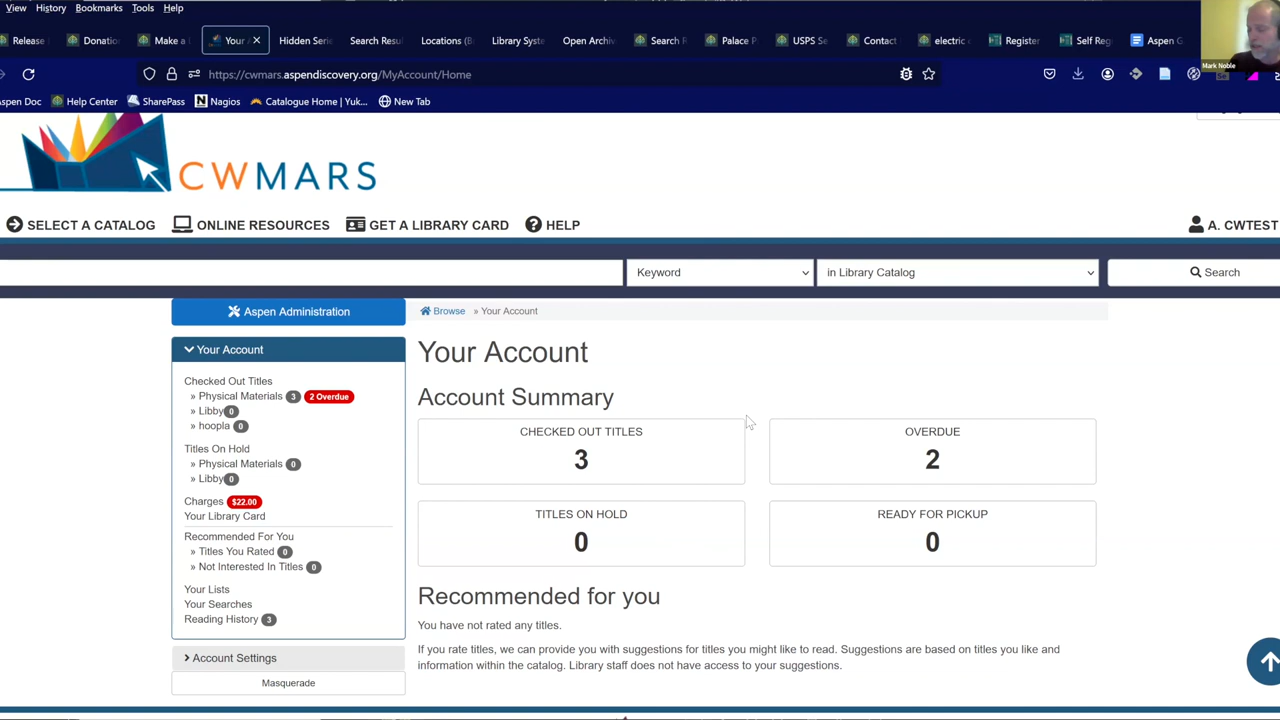 View History Bookmarks Tools Help
Release Donatio Make a L Your A Hidden Serie Search Resul Locations (B Library Syste Open Archiv Search R Palace P USPS Se Contact electric Register Self Reg Aspen G
https://cwmars.aspendiscovery.org/MyAccount/Home
Mark Noble
Aspen Doc Help Center SharePass Nagios Catalogue Home | Yuk... New Tab
CWMARS
SELECT A CATALOG ONLINE RESOURCES GET A LIBRARY CARD HELP A. CWTEST
Keyword in Library Catalog Search
Aspen Administration
Browse » Your Account
Your Account
Checked Out Titles
» Physical Materials 3 2 Overdue
» Libby 0
» hoopla 0
Titles On Hold
» Physical Materials 0
» Libby 0
Charges $22.00
Your Library Card
Recommended For You
» Titles You Rated 0
» Not Interested In Titles 0
Your Lists
Your Searches
Reading History 3
Account Settings
Masquerade
Your Account
Account Summary
CHECKED OUT TITLES
3
OVERDUE
2
TITLES ON HOLD
0
READY FOR PICKUP
0
Recommended for you
You have not rated any titles.
If you rate titles, we can provide you with suggestions for titles you might like to read. Suggestions are based on titles you like and
information within the catalog. Library staff does not have access to your suggestions.